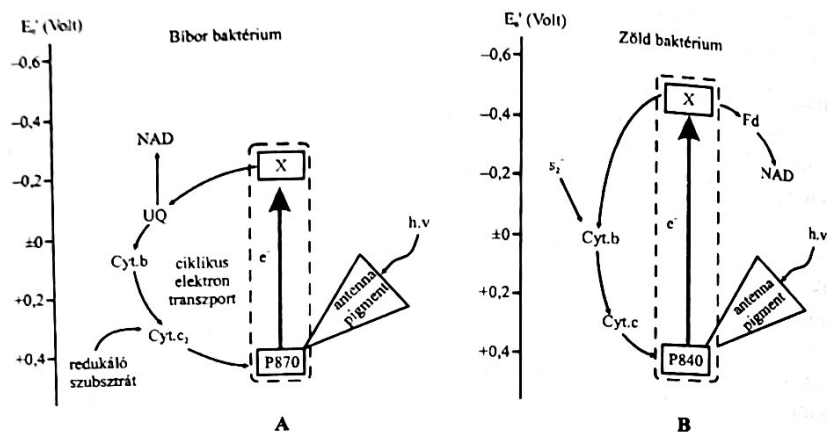 E₀' (Volt)
Bíbor baktérium
-0,6
-0,4
-0,2
±0
+0,2
+0,4
NAD
X
UQ
Cyt.b
ciklikus
elektron
transzport
e⁻
h.v
antenna
pigment
Cyt.c₂
redukáló
szubsztrát
P870
A
E₀' (Volt)
Zöld baktérium
-0,6
-0,4
-0,2
±0
+0,2
+0,4
X
Fd
NAD
s₂⁻
Cyt.b
e⁻
h.v
antenna
pigment
Cyt.c
P840
B